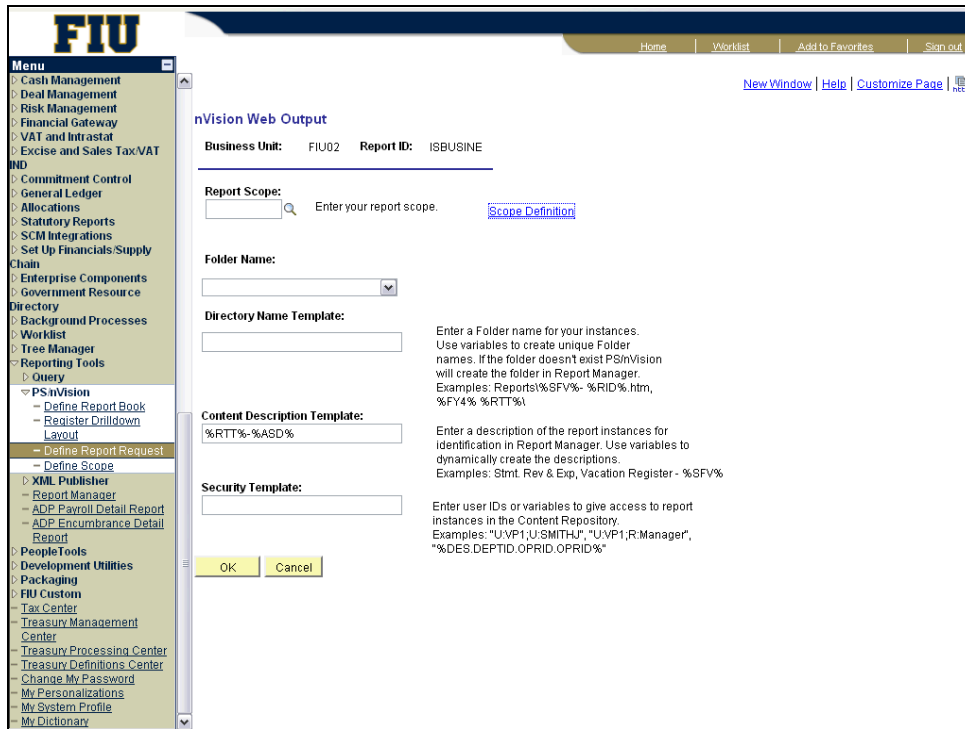 FIU
Home | Worklist | Add to Favorites | Sign out
Menu
Cash Management
Deal Management
Risk Management
Financial Gateway
VAT and Intrastat
Excise and Sales Tax/VAT
IND
Commitment Control
General Ledger
Allocations
Statutory Reports
SCM Integrations
Set Up Financials/Supply
Chain
Enterprise Components
Government Resource
Directory
Background Processes
Worklist
Tree Manager
Reporting Tools
Query
PS/nVision
Define Report Book
Register Drilldown
Layout
Define Report Request
Define Scope
XML Publisher
Report Manager
ADP Payroll Detail Report
ADP Encumbrance Detail
Report
PeopleTools
Development Utilities
Packaging
FIU Custom
Tax Center
Treasury Management
Center
Treasury Processing Center
Treasury Definitions Center
Change My Password
My Personalizations
My System Profile
My Dictionary
New Window | Help | Customize Page |
nVision Web Output
Business Unit: FIU02 Report ID: ISBUSINE
Report Scope:
Enter your report scope. Scope Definition
Folder Name:
Directory Name Template:
Enter a Folder name for your instances.
Use variables to create unique Folder
names. If the folder doesn't exist PS/nVision
will create the folder in Report Manager.
Examples: Reports\%SFV%- %RID%.htm,
%FY4% %RTT%\
Content Description Template:
%RTT%-%ASD%
Enter a description of the report instances for
identification in Report Manager. Use variables to
dynamically create the descriptions.
Examples: Stmt. Rev & Exp, Vacation Register - %SFV%
Security Template:
Enter user IDs or variables to give access to report
instances in the Content Repository.
Examples: "U:VP1;U:SMITHJ", "U:VP1;R:Manager",
"%DES.DEPTID.OPRID.OPRID%"
OK Cancel